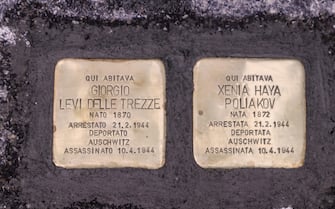 QUI ABITAVA
GIORGIO
LEVI DELLE TREZZE
NATO 1870
ARRESTATO 21.2.1944
DEPORTATO
AUSCHWITZ
ASSASSINATO 10.4.1944
QUI ABITAVA
XENIA HAYA
POLIAKOV
NATA 1872
ARRESTATA 21.2.1944
DEPORTATA
AUSCHWITZ
ASSASSINATA 10.4.1944